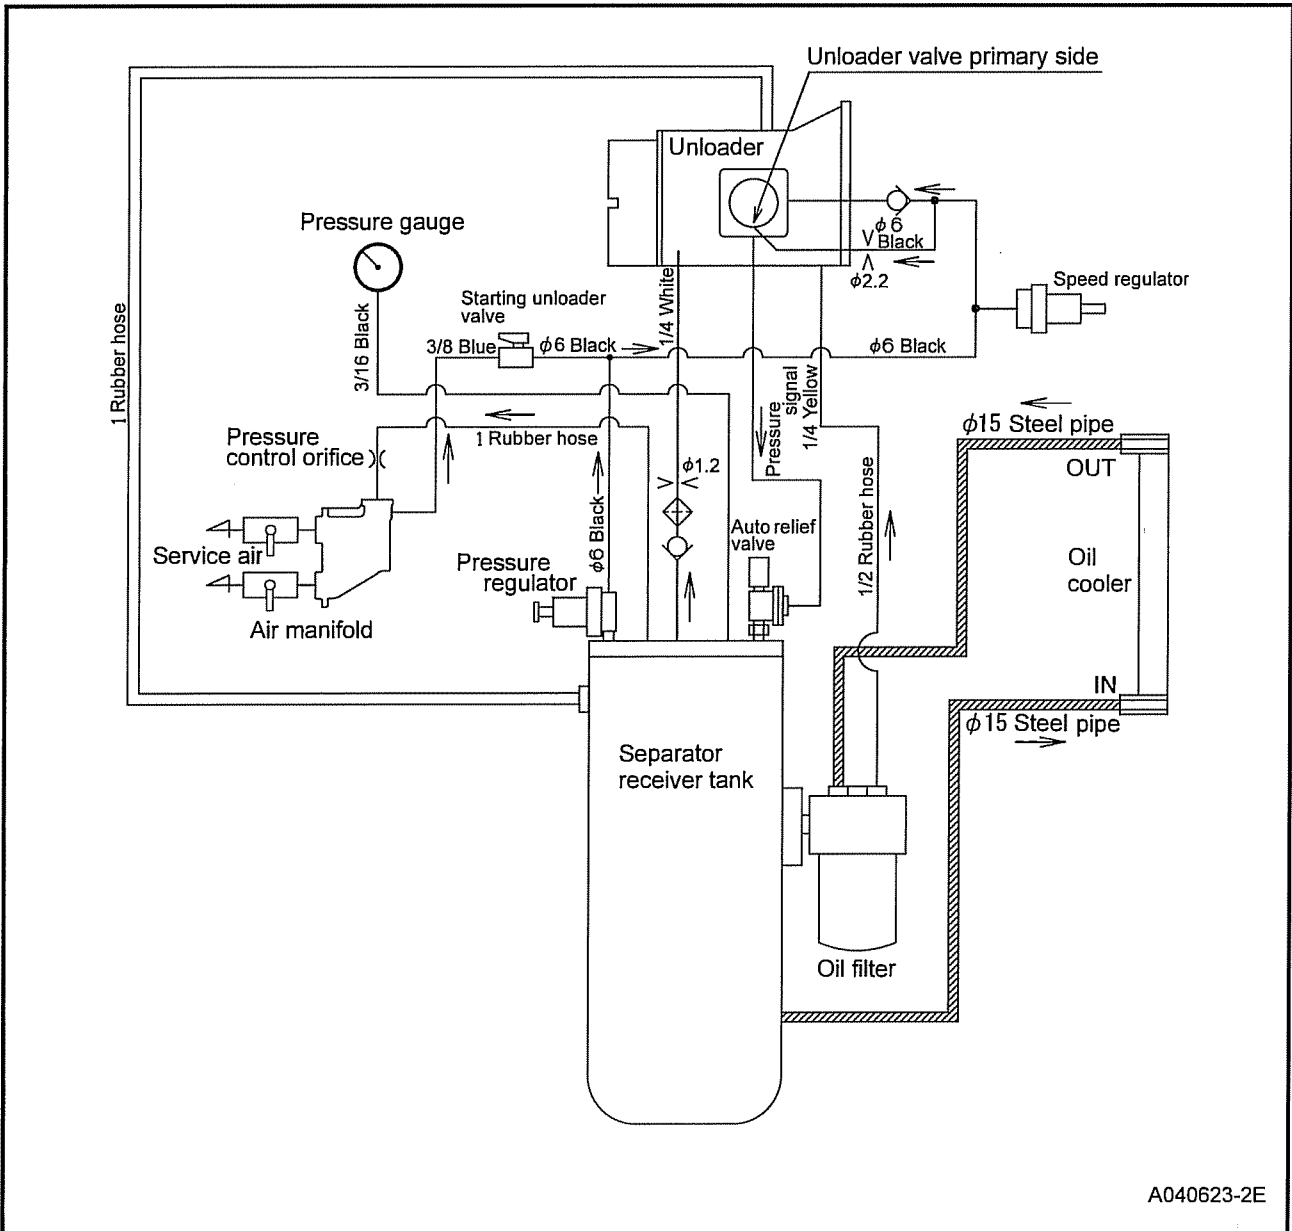 Unloader valve primary side
Unloader
Pressure gauge
φ6
Black
φ2.2
Speed regulator
Starting unloader
valve
1 Rubber hose
3/16 Black
3/8 Blue
φ6 Black
1/4 White
φ6 Black
Pressure
signal
1/4 Yellow
φ15 Steel pipe
OUT
Pressure
control orifice
1 Rubber hose
φ1.2
φ6 Black
1/2 Rubber hose
Auto relief
valve
Service air
Pressure
regulator
Oil
cooler
Air manifold
IN
φ15 Steel pipe
Separator
receiver tank
Oil filter
A040623-2E